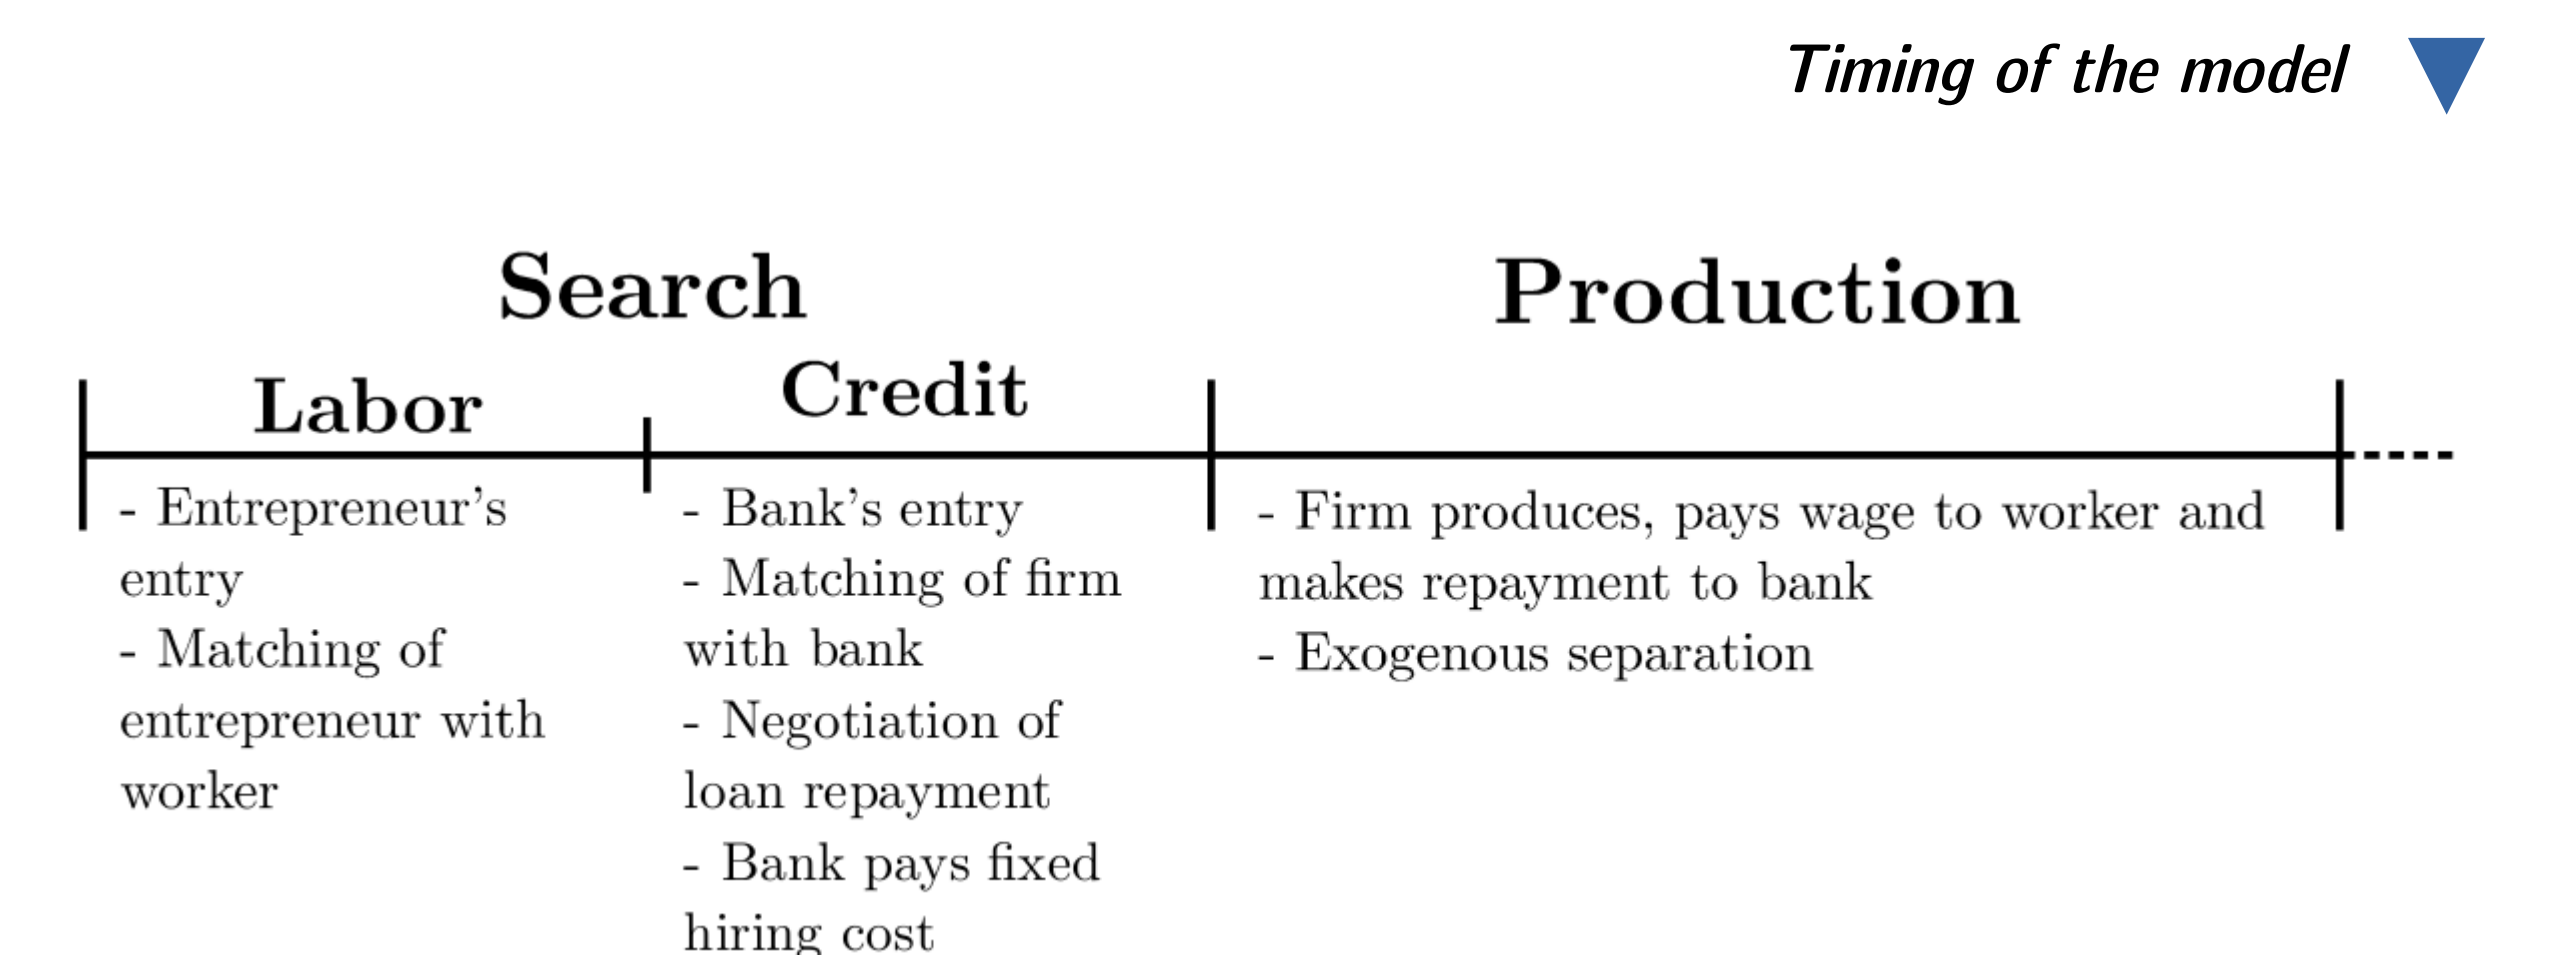 Timing of the model
Search
Production
Labor
Credit
- Entrepreneur's
entry
- Matching of
entrepreneur with
worker
- Bank's entry
- Matching of firm
with bank
- Negotiation of
loan repayment
- Bank pays fixed
hiring cost
- Firm produces, pays wage to worker and
makes repayment to bank
- Exogenous separation